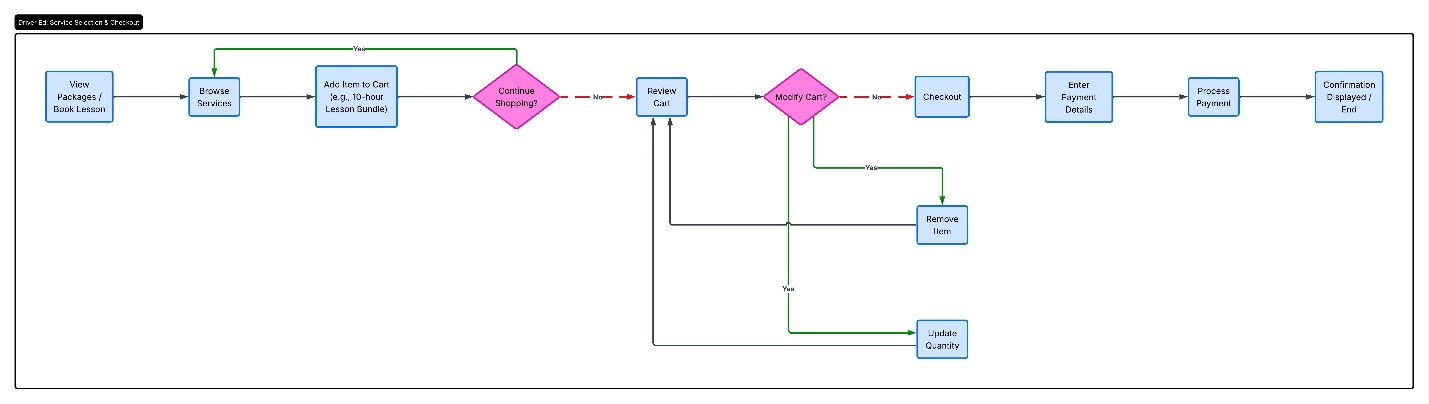 Driver Ed: Service Selection & Checkout
Yes
View
Packages /
Book Lesson
Browse
Services
Add Item to Cart
(e.g., 10-hour
Lesson Bundle)
Continue
Shopping?
No
Review
Cart
Modify Cart?
No
Checkout
Enter
Payment
Details
Process
Payment
Confirmation
Displayed /
End
Yes
Remove
Item
Yes
Update
Quantity